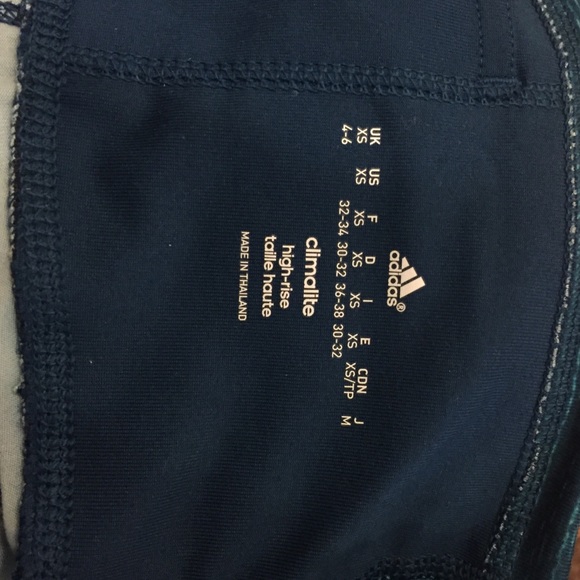 adidas®
UK US F D I E CDN J
XS XS XS XS XS XS XS/TP M
4-6 32-34 30-32 36-38 30-32
climalite
high-rise
taille haute
MADE IN THAILAND